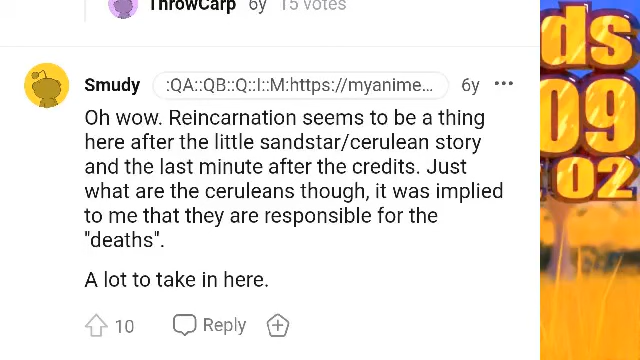 ThrowCarp 6y 15 votes
Smudy :QA::QB::Q::I::M:https://myanime... 6y
Oh wow. Reincarnation seems to be a thing
here after the little sandstar/cerulean story
and the last minute after the credits. Just
what are the ceruleans though, it was implied
to me that they are responsible for the
"deaths".
A lot to take in here.
10 Reply
ds
09
02